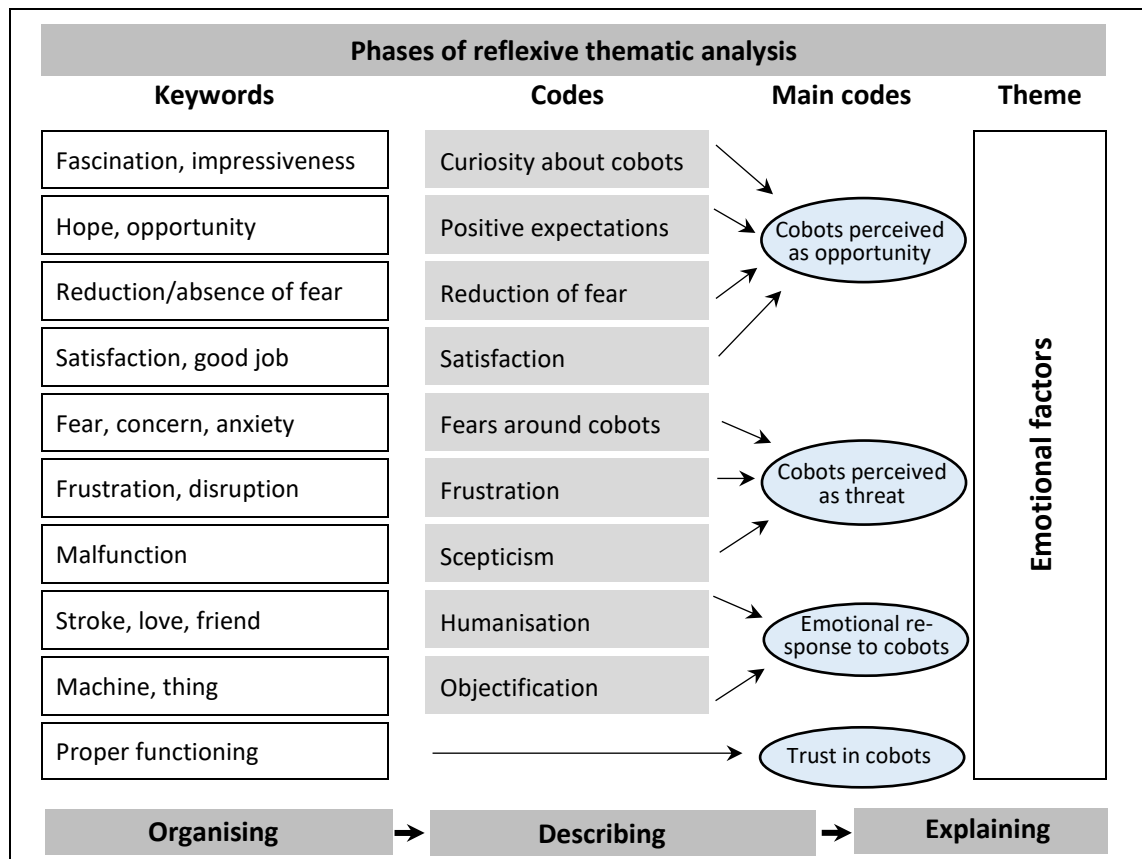 Phases of reflexive thematic analysis
Keywords Codes Main codes Theme
Fascination, impressiveness
Curiosity about cobots
Hope, opportunity
Positive expectations
Cobots perceived
as opportunity
Reduction/absence of fear
Reduction of fear
Satisfaction, good job
Satisfaction
Fear, concern, anxiety
Fears around cobots
Frustration, disruption
Frustration
Cobots perceived
as threat
Malfunction
Scepticism
Stroke, love, friend
Humanisation
Emotional re-
sponse to cobots
Machine, thing
Objectification
Proper functioning
Trust in cobots
Emotional factors
Organising
Describing
Explaining